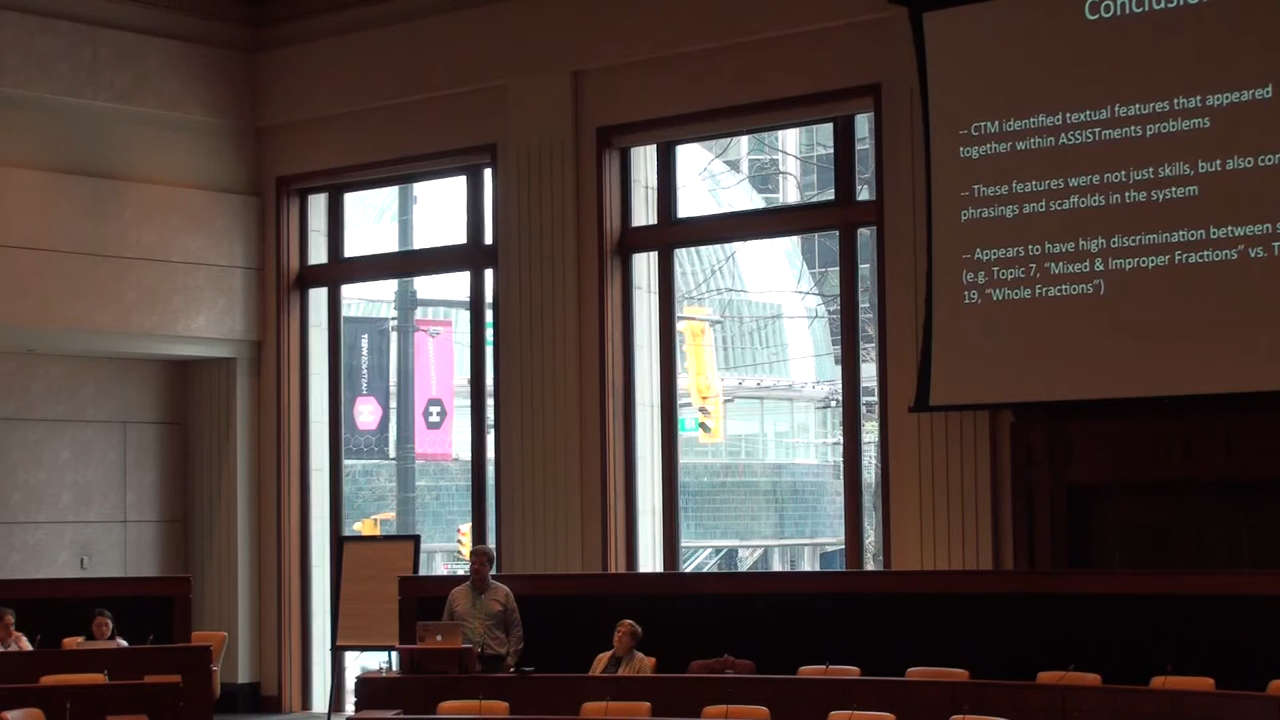 Conclusion
-- CTM identified textual features that appeared
together within ASSISTments problems
-- These features were not just skills, but also
phrasings and scaffolds in the system
-- Appears to have high discrimination between
(e.g. Topic 7, "Mixed & Improper Fractions" vs.
19, "Whole Fractions")
HASTINGSWEST
H
H